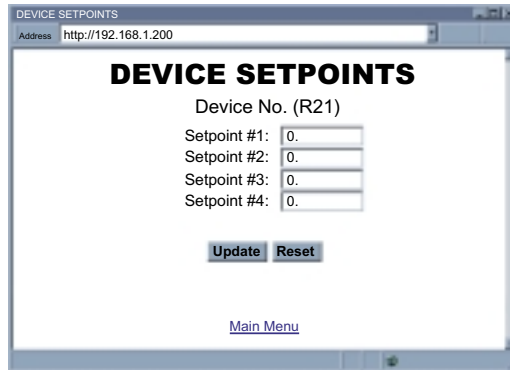 DEVICE SETPOINTS
Address http://192.168.1.200
DEVICE SETPOINTS
Device No. (R21)
Setpoint #1: 0.
Setpoint #2: 0.
Setpoint #3: 0.
Setpoint #4: 0.
Update Reset
Main Menu